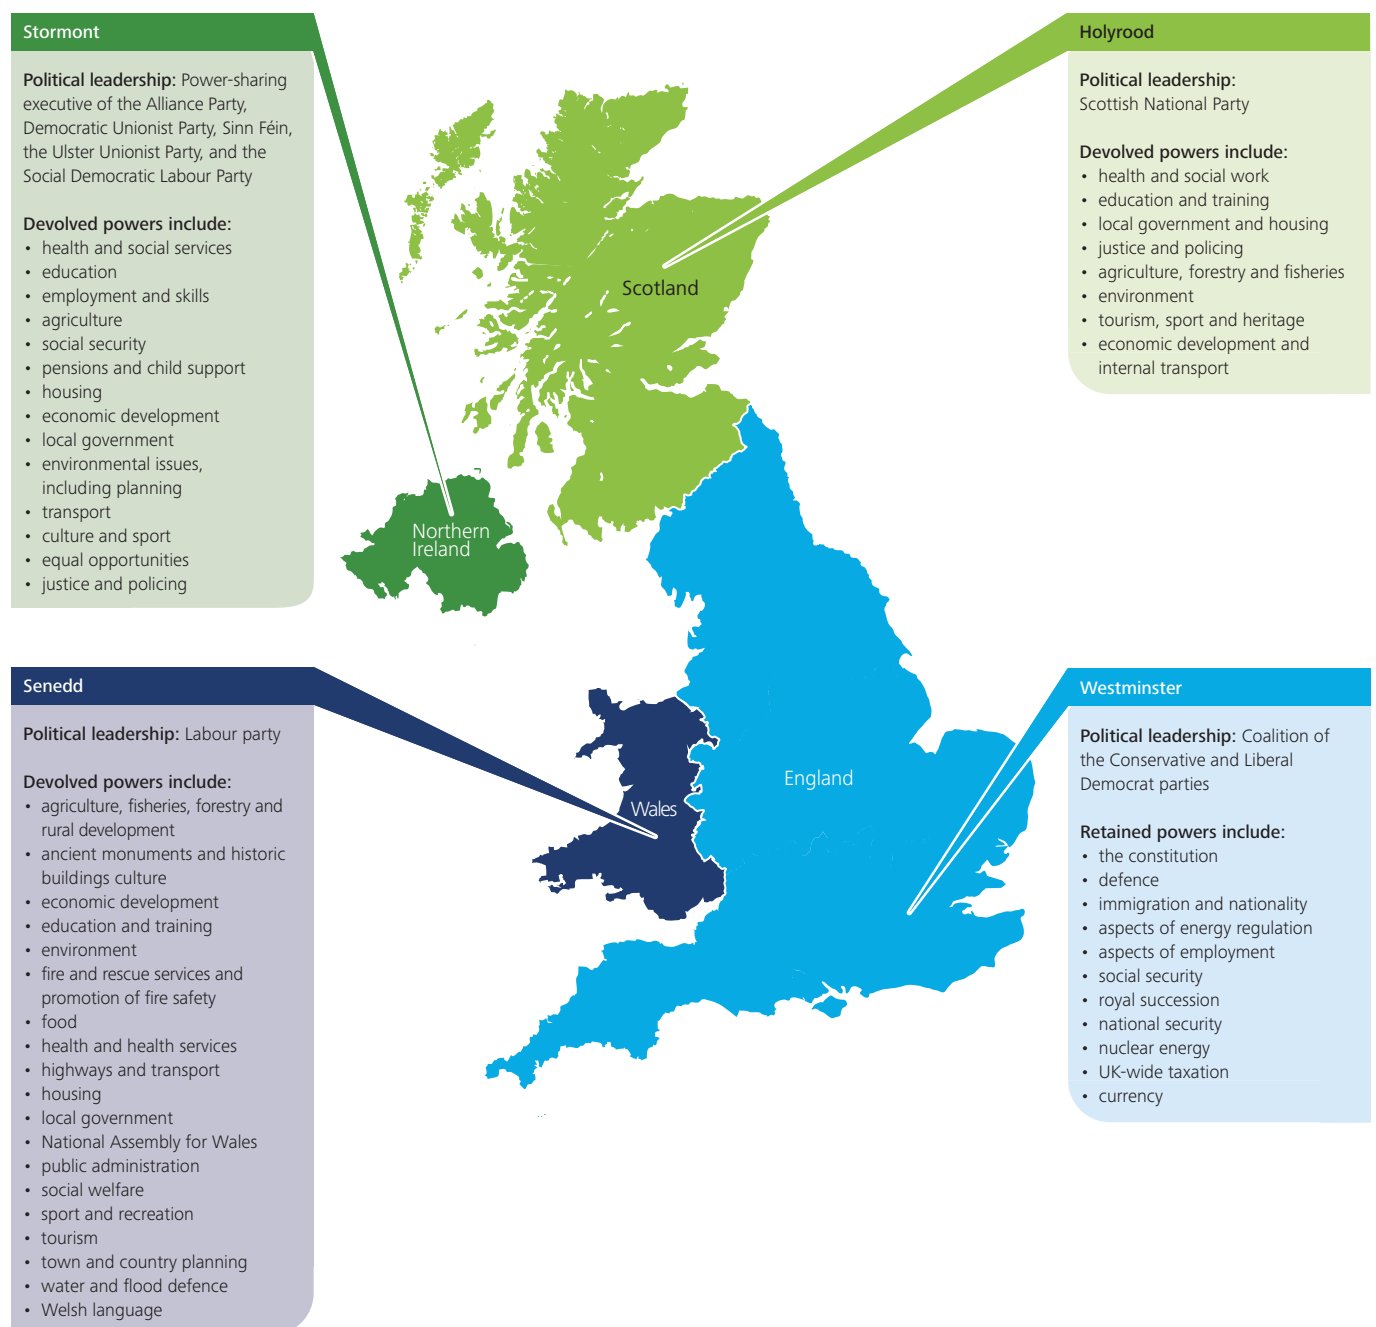 Stormont
Political leadership: Power-sharing
executive of the Alliance Party,
Democratic Unionist Party, Sinn Féin,
the Ulster Unionist Party, and the
Social Democratic Labour Party
Devolved powers include:
• health and social services
• education
• employment and skills
• agriculture
• social security
• pensions and child support
• housing
• economic development
• local government
• environmental issues,
including planning
• transport
• culture and sport
• equal opportunities
• justice and policing
Holyrood
Political leadership:
Scottish National Party
Devolved powers include:
• health and social work
• education and training
• local government and housing
• justice and policing
• agriculture, forestry and fisheries
• environment
• tourism, sport and heritage
• economic development and
internal transport
Scotland
Northern
Ireland
Senedd
Political leadership: Labour party
Devolved powers include:
• agriculture, fisheries, forestry and
rural development
• ancient monuments and historic
buildings culture
• economic development
• education and training
• environment
• fire and rescue services and
promotion of fire safety
• food
• health and health services
• highways and transport
• housing
• local government
• National Assembly for Wales
• public administration
• social welfare
• sport and recreation
• tourism
• town and country planning
• water and flood defence
• Welsh language
Wales
England
Westminster
Political leadership: Coalition of
the Conservative and Liberal
Democrat parties
Retained powers include:
• the constitution
• defence
• immigration and nationality
• aspects of energy regulation
• aspects of employment
• social security
• royal succession
• national security
• nuclear energy
• UK-wide taxation
• currency